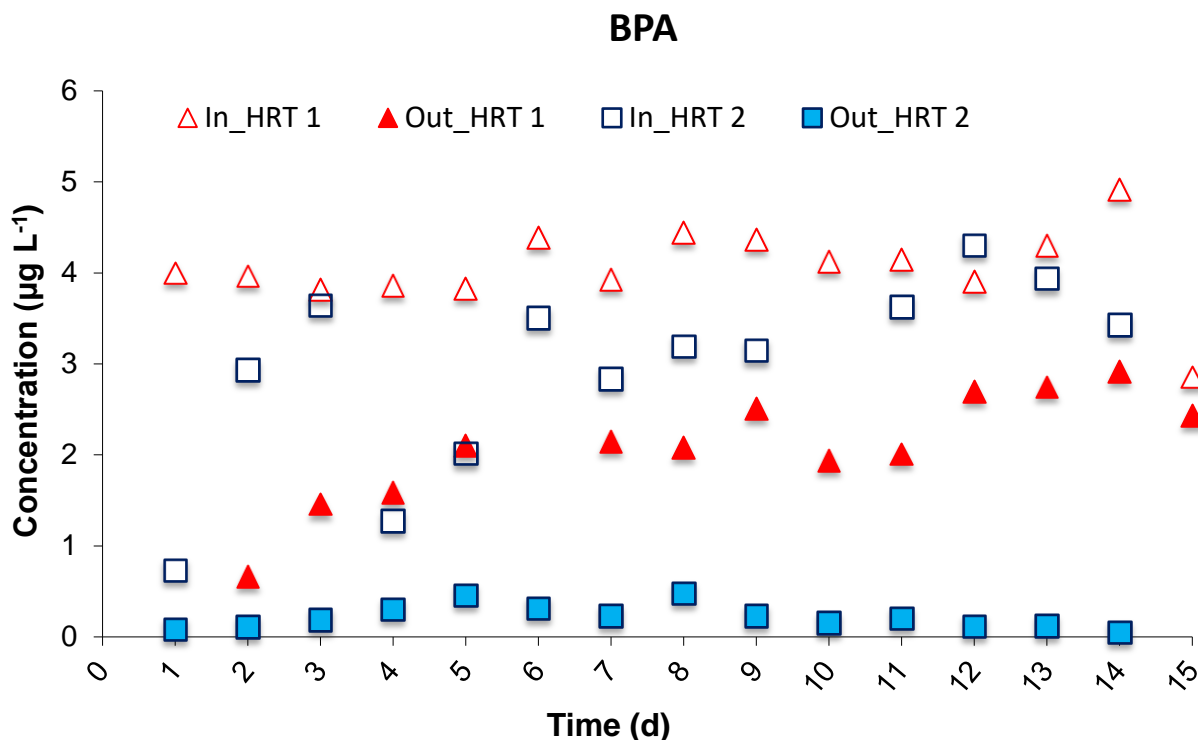 BPA
In_HRT 1 Out_HRT 1 In_HRT 2 Out_HRT 2
6
5
4
3
2
1
0
Concentration (µg L-1)
0 1 2 3 4 5 6 7 8 9 10 11 12 13 14 15
Time (d)